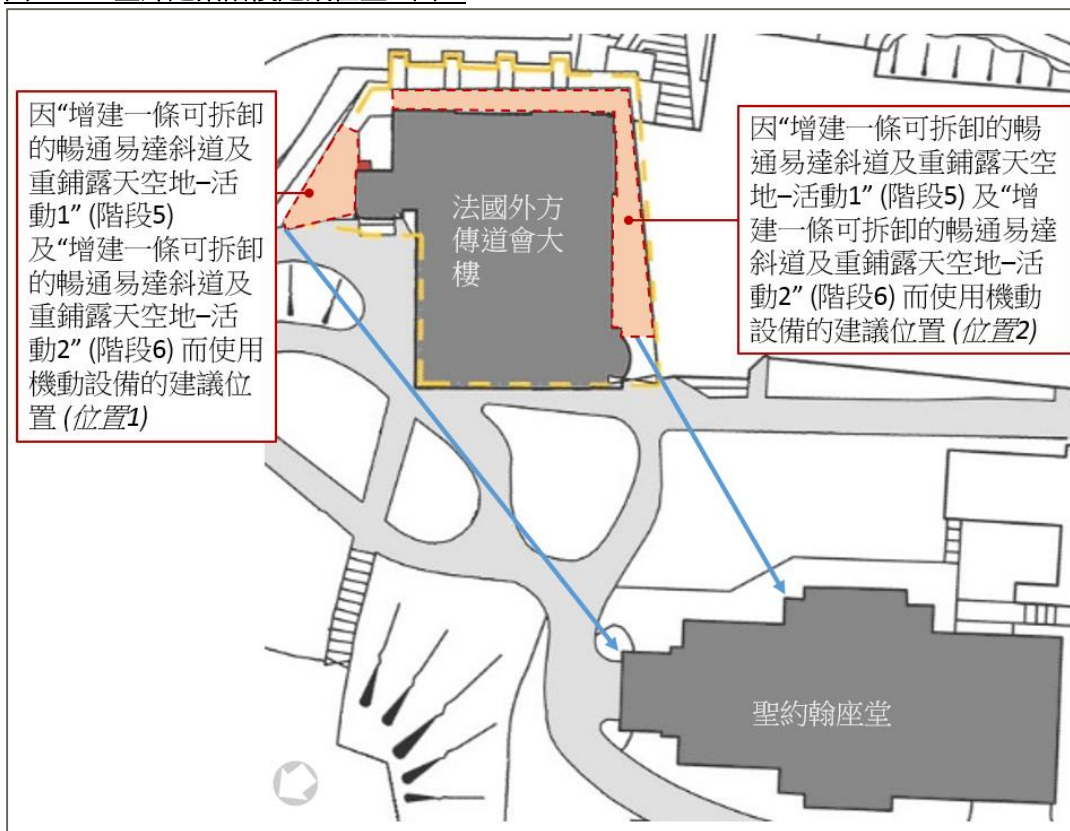 因“增建一條可拆卸
的暢通易達斜道及
重鋪露天空地–活
動1” (階段5)
及“增建一條可拆卸
的暢通易達斜道及
重鋪露天空地–活
動2” (階段6) 而使用
機動設備的建議位
置 (位置1)
因“增建一條可拆卸的暢
通易達斜道及重鋪露天空
地–活動1” (階段5) 及“增
建一條可拆卸的暢通易達
斜道及重鋪露天空地–活
動2” (階段6) 而使用機動
設備的建議位置 (位置2)
法國外方
傳道會大
樓
聖約翰座堂